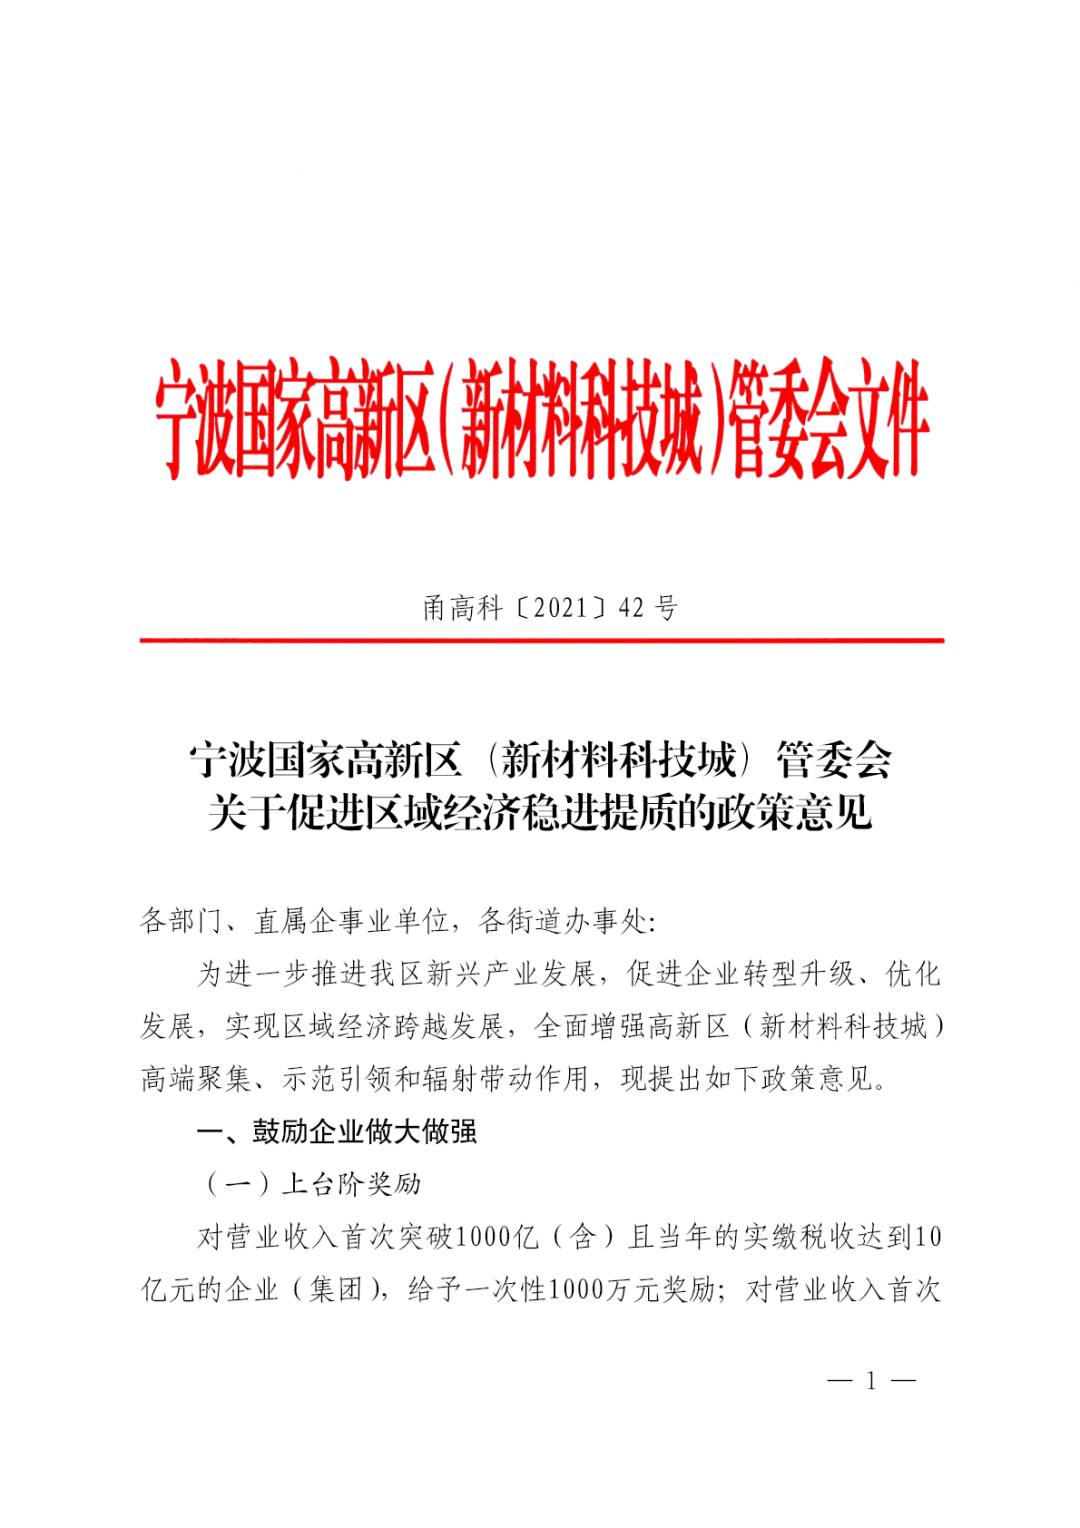 宁波国家高新区（新材料科技城）管委会文件
甬高科〔2021〕42 号
宁波国家高新区（新材料科技城）管委会
关于促进区域经济稳进提质的政策意见
各部门、直属企事业单位，各街道办事处：
为进一步推进我区新兴产业发展，促进企业转型升级、优化
发展，实现区域经济跨越发展，全面增强高新区（新材料科技城）
高端聚集、示范引领和辐射带动作用，现提出如下政策意见。
一、鼓励企业做大做强
（一）上台阶奖励
对营业收入首次突破1000亿（含）且当年的实缴税收达到10
亿元的企业（集团），给予一次性1000万元奖励；对营业收入首次
— 1 —